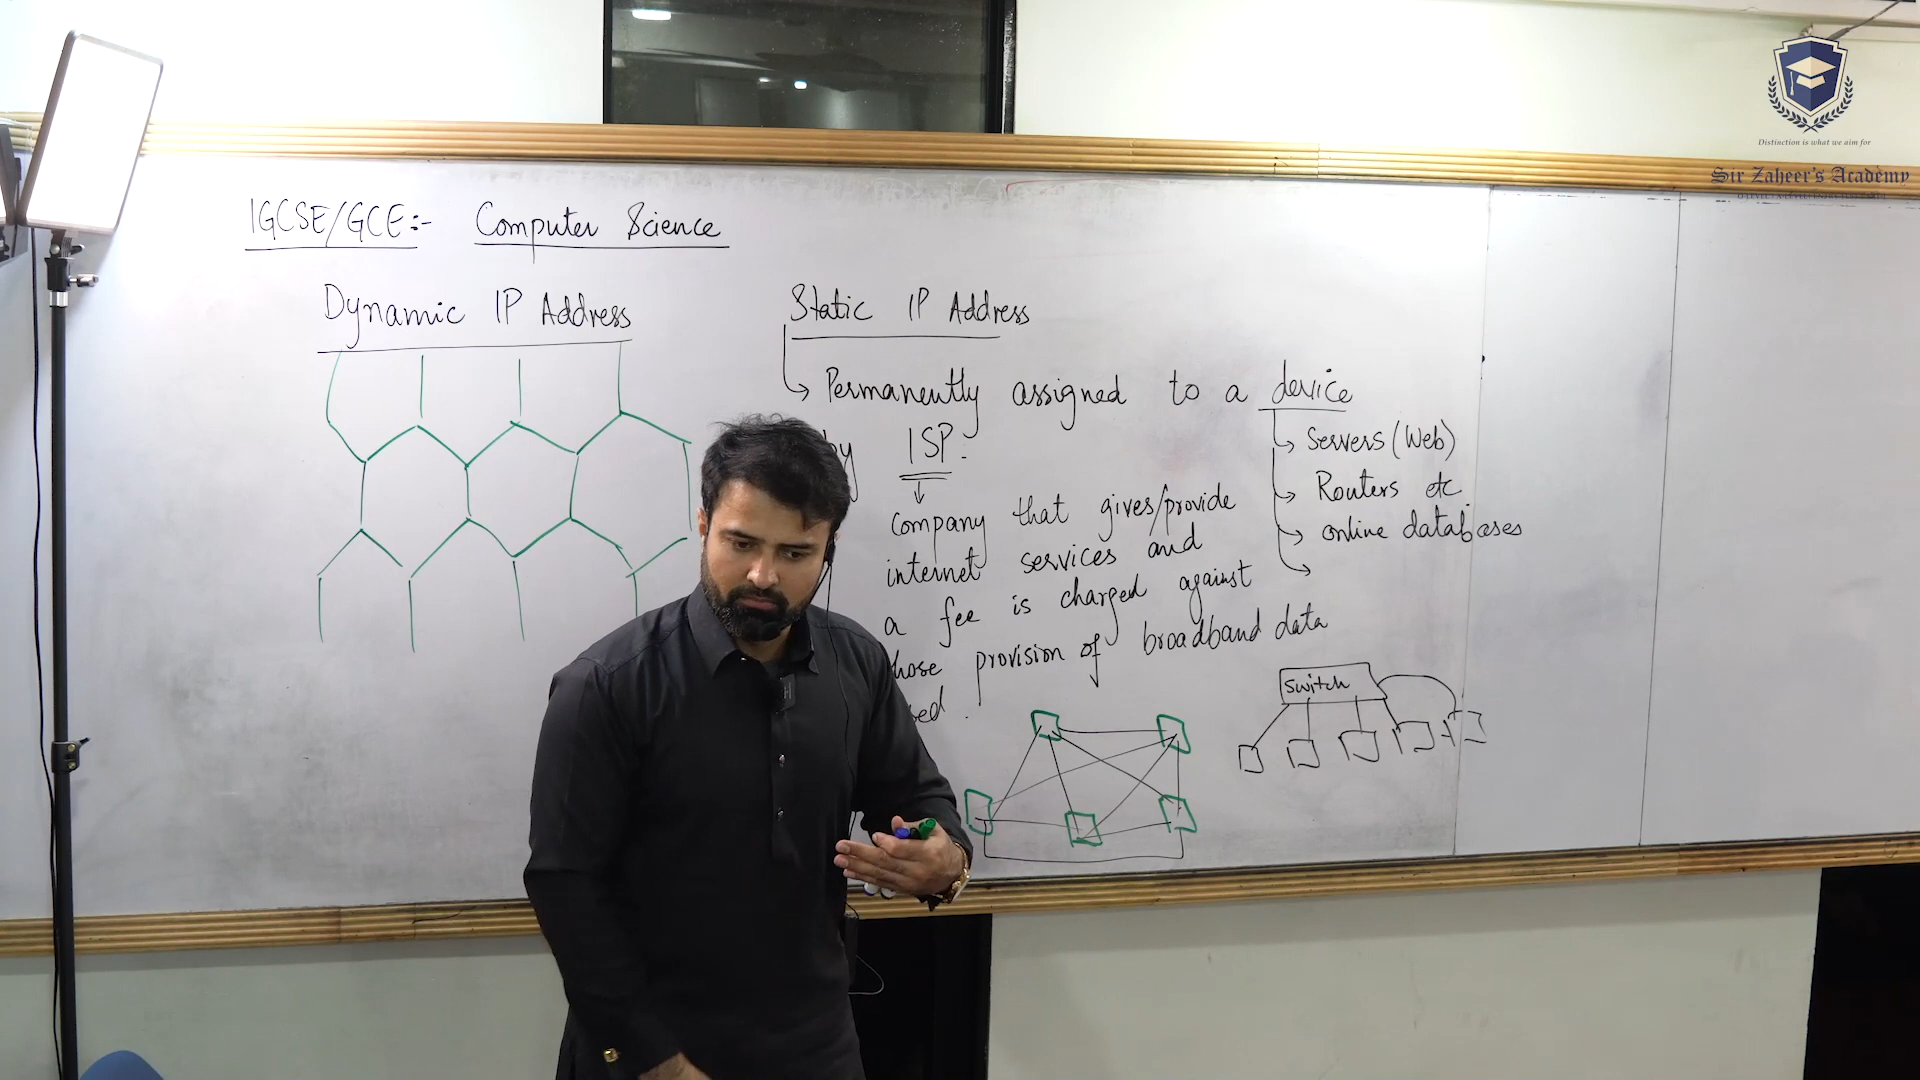 Distinction is what we aim for
Sir Zaheer's Academy
IGCSE/GCE:- Computer Science
Dynamic IP Address
Static IP Address
Permanently assigned to a device
by ISP.
company that gives/provide
internet services and
a fee is charged against
provision of broadband data
Servers (Web)
Routers etc
online databases
Switch